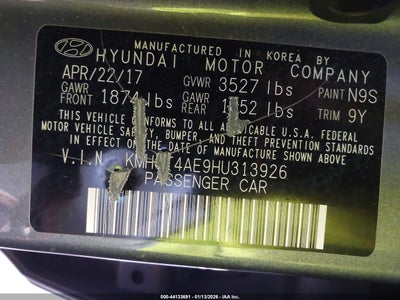 MANUFACTURED IN KOREA BY
HYUNDAI MOTOR COMPANY
APR/22/17 GVWR 3527 lbs PAINT N9S
GAWR FRONT 1874 lbs GAWR REAR lbs TRIM 9Y
THIS VEHICLE CONFORMS TO ALL APPLICABLE U.S.A. FEDERAL
MOTOR VEHICLE SAFETY, BUMPER, AND THEFT PREVENTION STANDARDS
IN EFFECT ON THE DATE OF MANUFACTURE SHOWN ABOVE.
V.I.N.
PASSENGER CAR
000-44133691 - 01/13/2026 - IAA Inc.